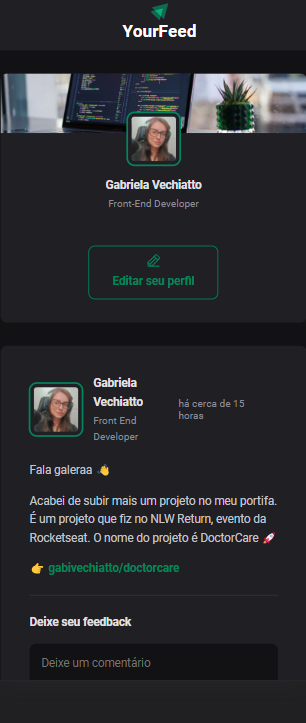 YourFeed
Gabriela Vechiatto
Front-End Developer
Editar seu perfil
Gabriela
Vechiatto
Front End
Developer
há cerca de 15
horas
Fala galeraa 👋
Acabei de subir mais um projeto no meu portifa.
É um projeto que fiz no NLW Return, evento da
Rocketseat. O nome do projeto é DoctorCare 🚀
👉 gabivechiatto/doctorcare
Deixe seu feedback
Deixe um comentário